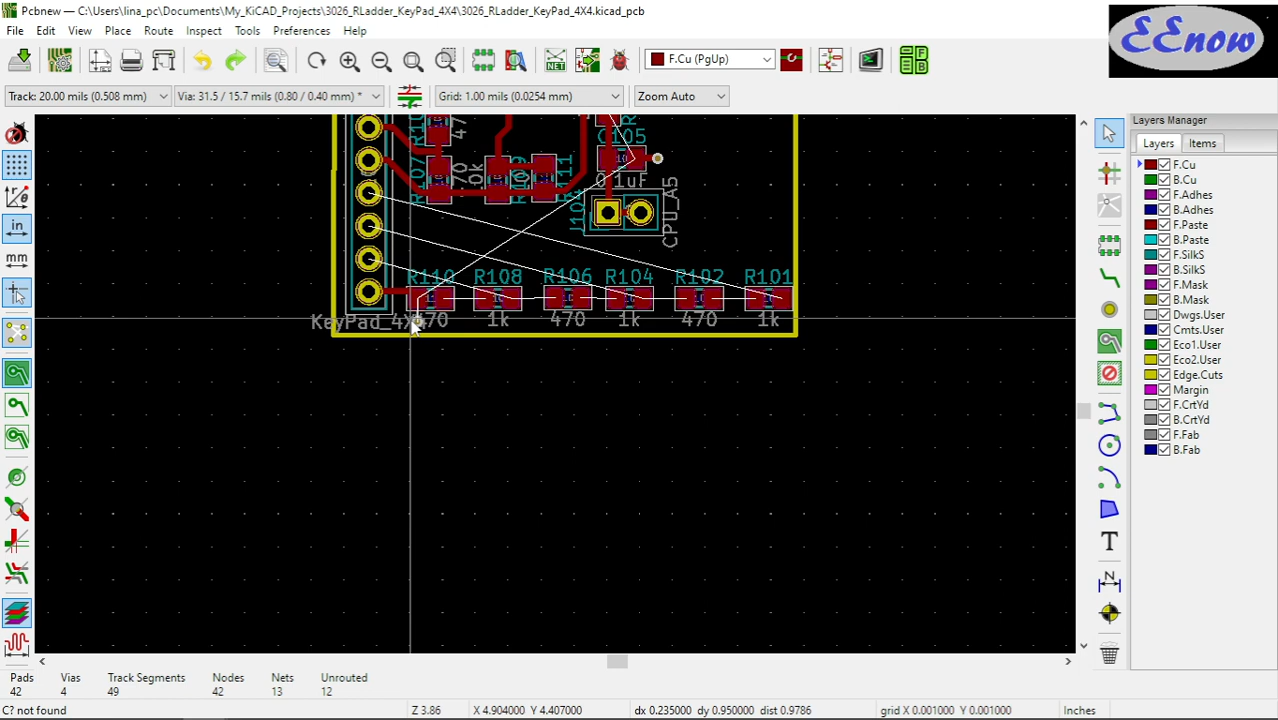 Pcbnew — C:\Users\lina_pc\Documents\My_KiCAD_Projects\3026_RLadder_KeyPad_4X4\3026_RLadder_KeyPad_4X4.kicad_pcb
EEnow
File Edit View Place Route Inspect Tools Preferences Help
NET
F.Cu (PgUp)
Track: 20.00 mils (0.508 mm)
Via: 31.5 / 15.7 mils (0.80 / 0.40 mm) *
Grid: 1.00 mils (0.0254 mm)
Zoom Auto
Layers Manager
Layers Items
F.Cu
B.Cu
F.Adhes
B.Adhes
F.Paste
B.Paste
F.SilkS
B.SilkS
F.Mask
B.Mask
Dwgs.User
Cmts.User
Eco1.User
Eco2.User
Edge.Cuts
Margin
F.CrtYd
B.CrtYd
F.Fab
B.Fab
in
mm
C105
R107
R109
J104
CPU_A5
R110 R108 R106 R104 R102 R101
KeyPad_4X4
470 1k 470 1k 470 1k
Pads Vias Track Segments Nodes Nets Unrouted
42 4 49 42 13 12
C? not found
Z 3.86
X 4.904000 Y 4.407000
dx 0.235000 dy 0.950000 dist 0.9786
grid X 0.001000 Y 0.001000
Inches